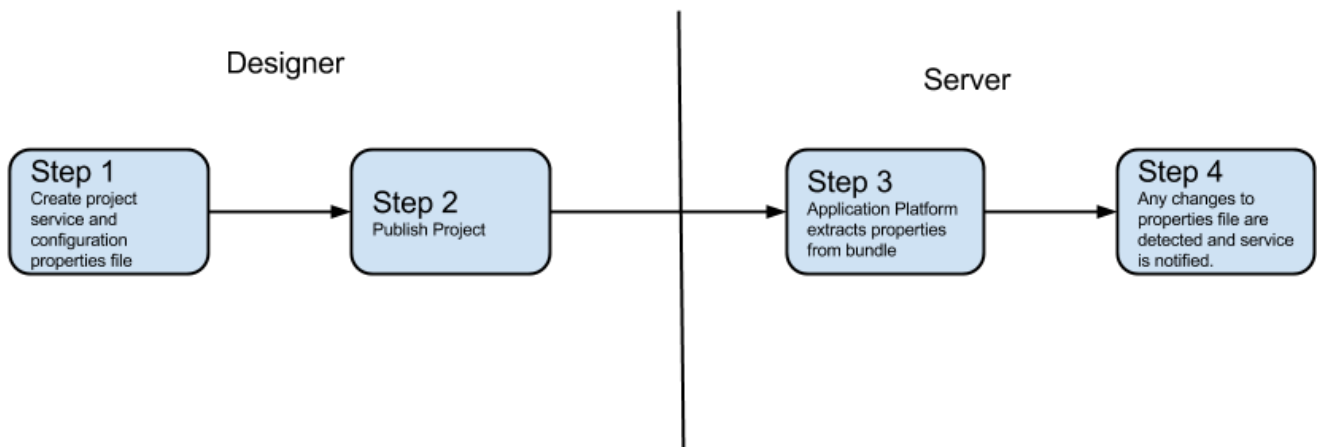 Designer
Server
Step 1
Create project
service and
configuration
properties file
Step 2
Publish Project
Step 3
Application Platform
extracts properties
from bundle
Step 4
Any changes to
properties file are
detected and service
is notified.